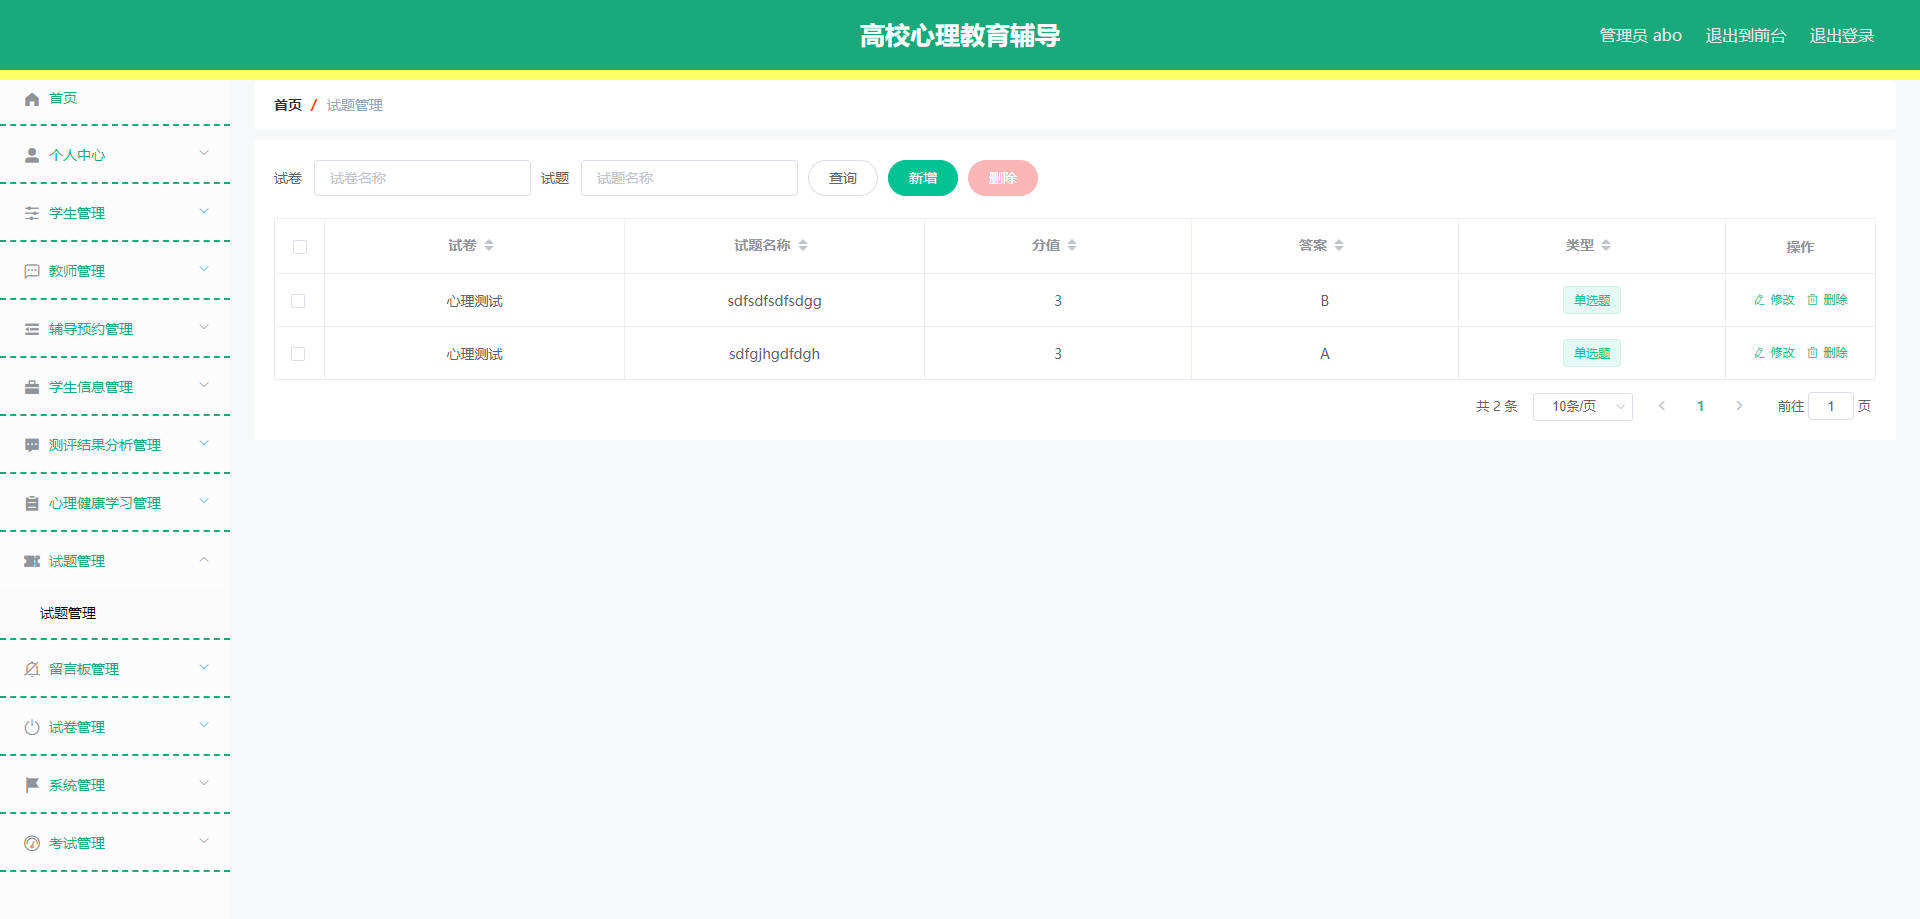 高校心理教育辅导
管理员 abo 退出到前台 退出登录
首页
个人中心
学生管理
教师管理
辅导预约管理
学生信息管理
测评结果分析管理
心理健康学习管理
试题管理
试题管理
留言板管理
试卷管理
系统管理
考试管理
首页 / 试题管理
试卷 试卷名称 试题 试题名称 查询 新增 删除
试卷 试题名称 分值 答案 类型 操作
心理测试 sdfsdfsdfsdgg 3 B 单选题 修改 删除
心理测试 sdfgjhgdfdgh 3 A 单选题 修改 删除
共 2 条 10条/页 1 前往 1 页